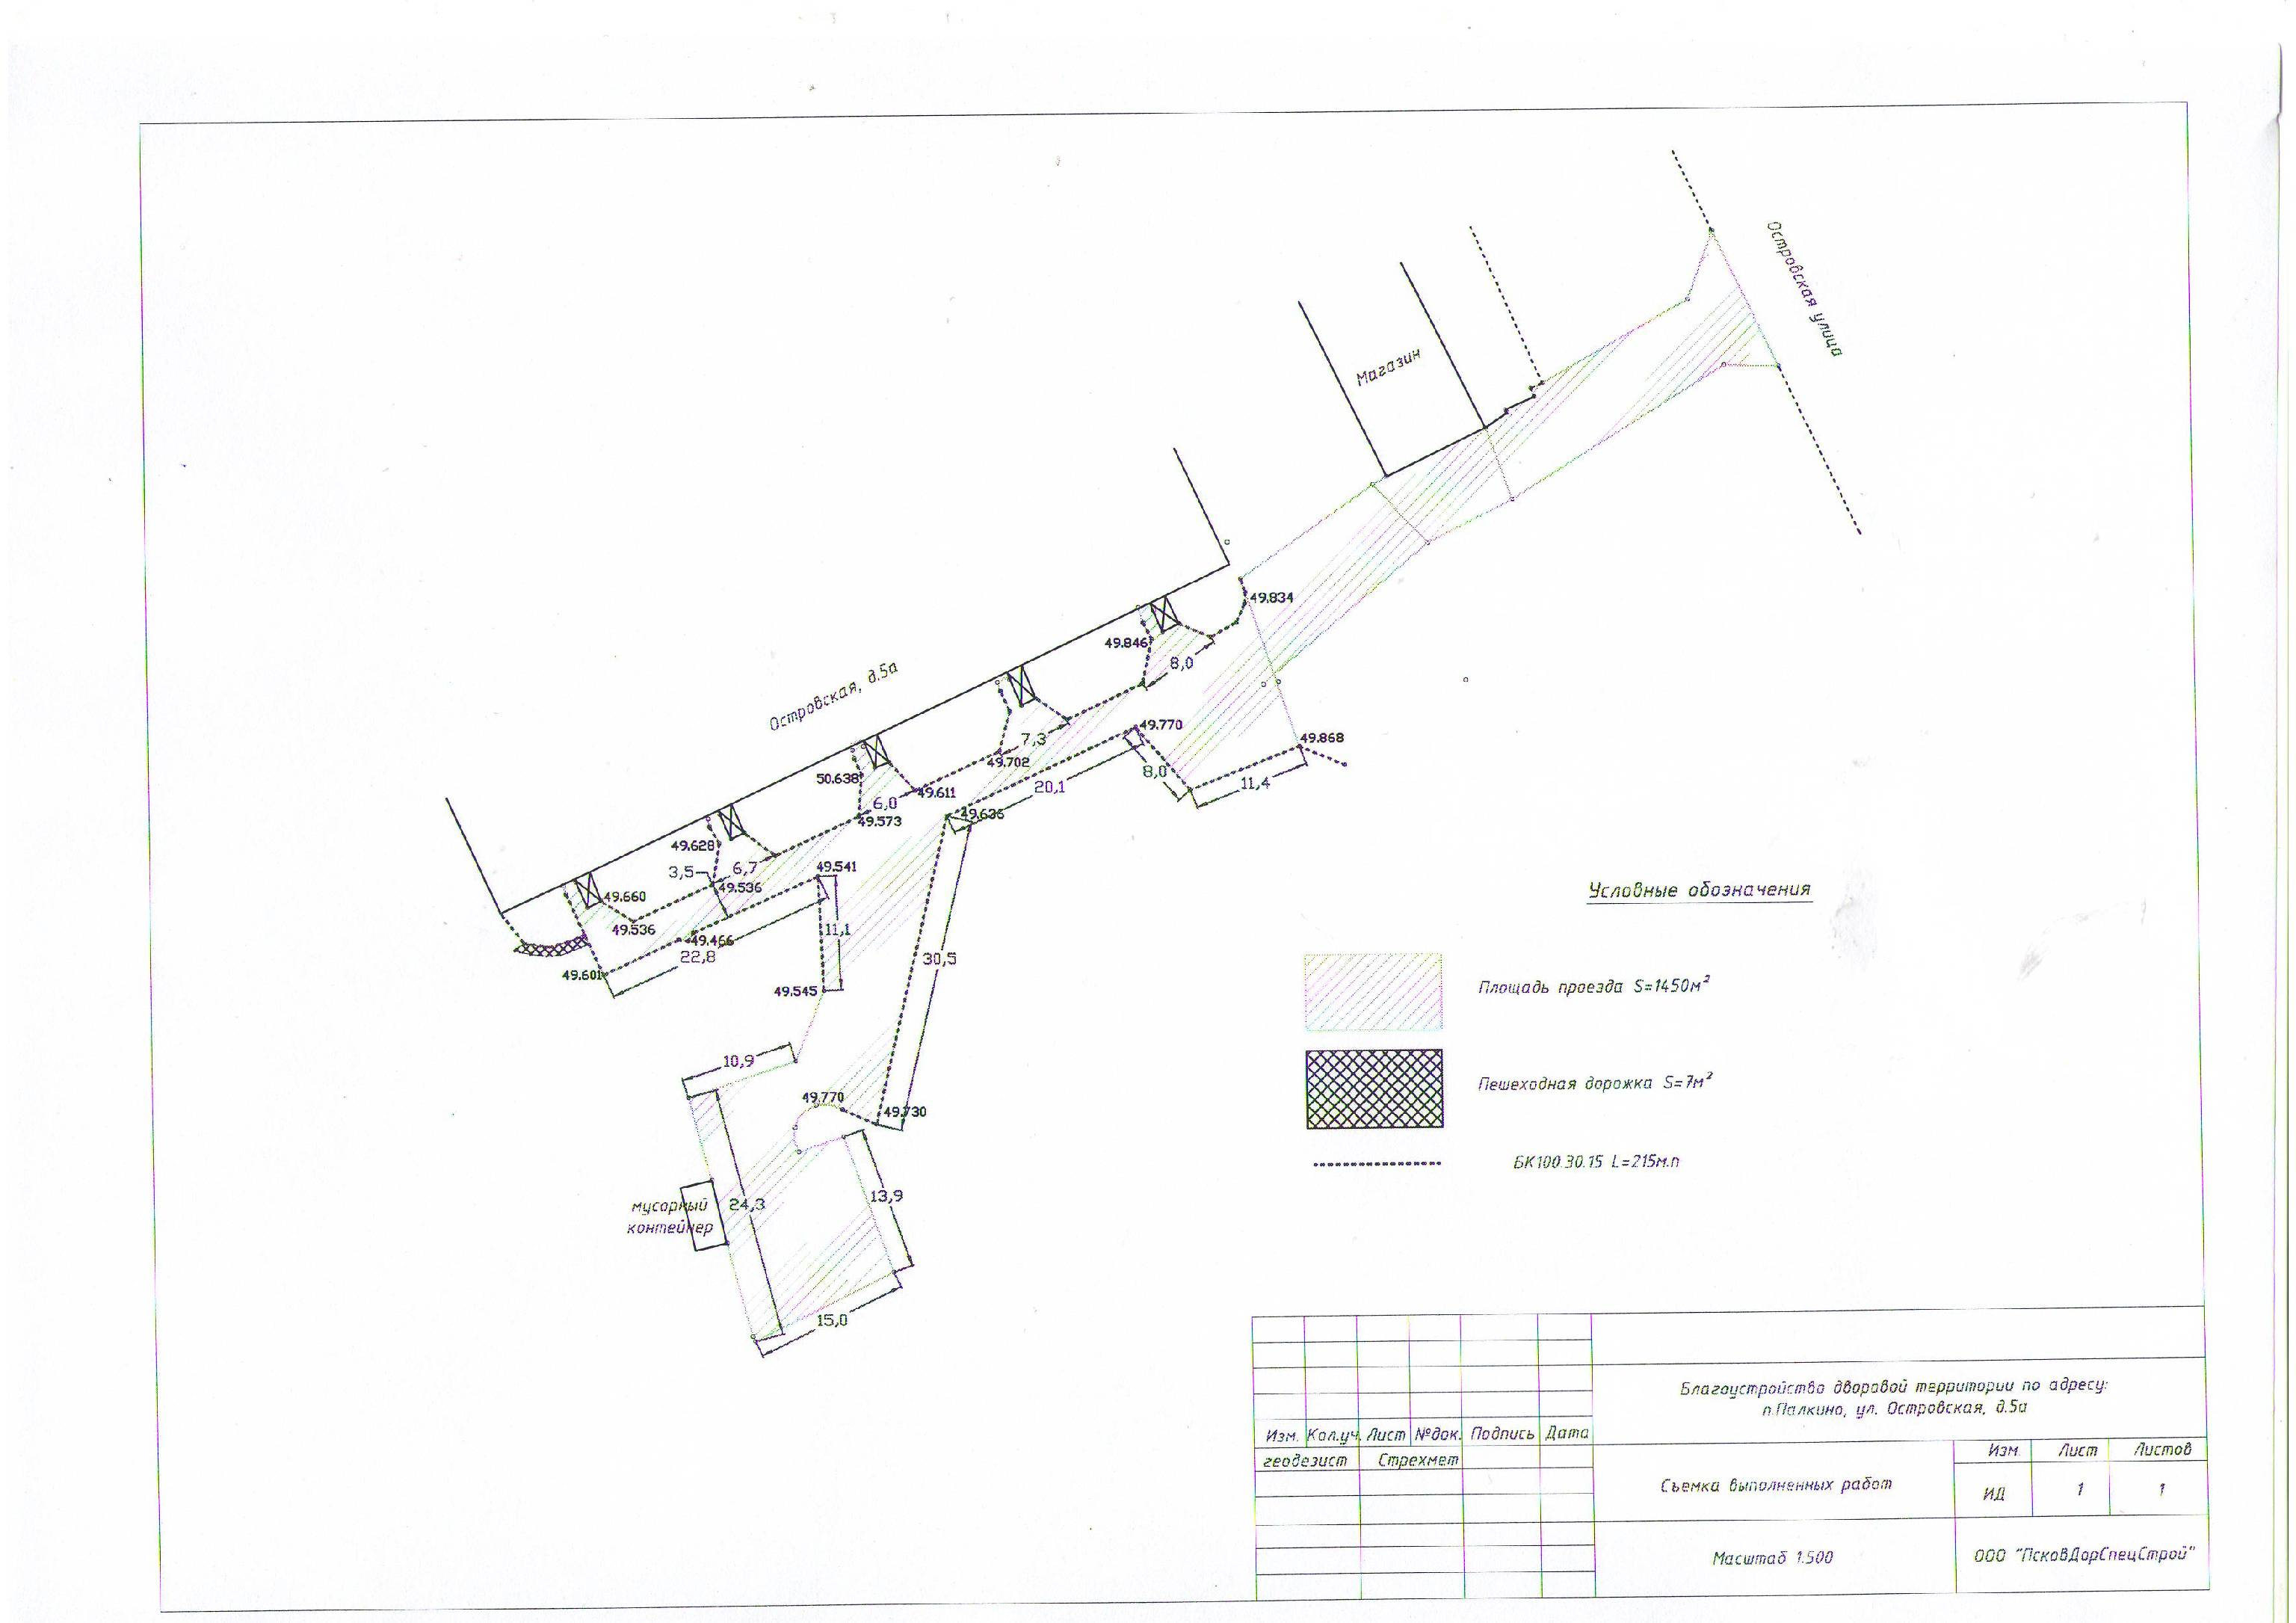 Островская улица
Магазин
49.834
49.846
8,0
Островская, д.5а
49.770
49.868
7,3
49.702
8,0
11,4
20,1
50.638
49.611
6,0
49.573
49.636
49.628
6,7
3,5
49.541
49.536
49.660
49.536
49.466
11,1
22,8
30,5
49.601
49.545
10,9
49.770
49.730
13,9
24,3
мусорный
контейнер
15,0
Условные обозначения
Площадь проезда S=1450м²
Пешеходная дорожка S=7м²
БК100.30.15 L=215м.п
Благоустройство дворовой территории по адресу:
п.Палкино, ул. Островская, д.5а
Изм. Кол.уч. Лист №док. Подпись Дата
геодезист Стрехмет
Съемка выполненных работ
Изм. Лист Листов
ИД 1 1
Масштаб 1:500
ООО "ПсковДорСпецСтрой"